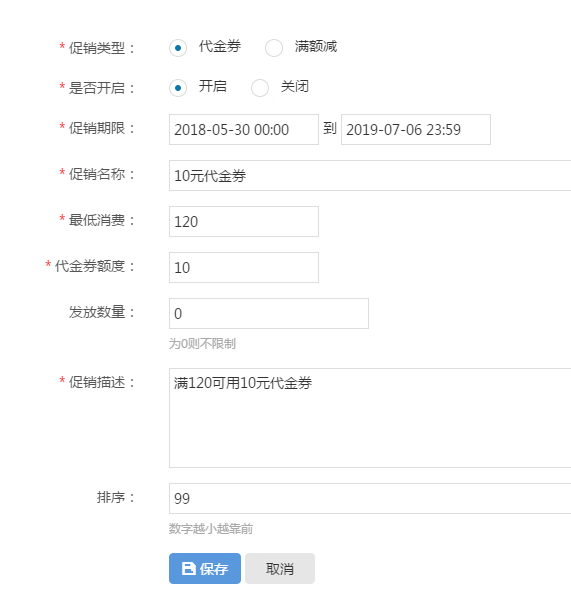 * 促销类型： 代金券 满额减
* 是否开启： 开启 关闭
* 促销期限： 2018-05-30 00:00 到 2019-07-06 23:59
* 促销名称： 10元代金券
* 最低消费： 120
* 代金券额度： 10
发放数量： 0
为0则不限制
* 促销描述： 满120可用10元代金券
排序： 99
数字越小越靠前
保存 取消